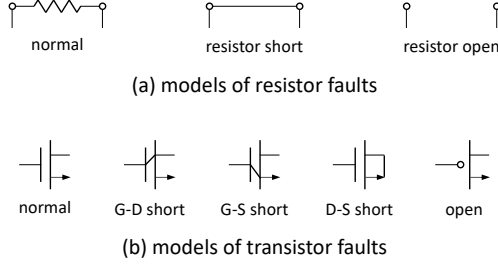 normal resistor short resistor open
(a) models of resistor faults
normal G-D short G-S short D-S short open
(b) models of transistor faults